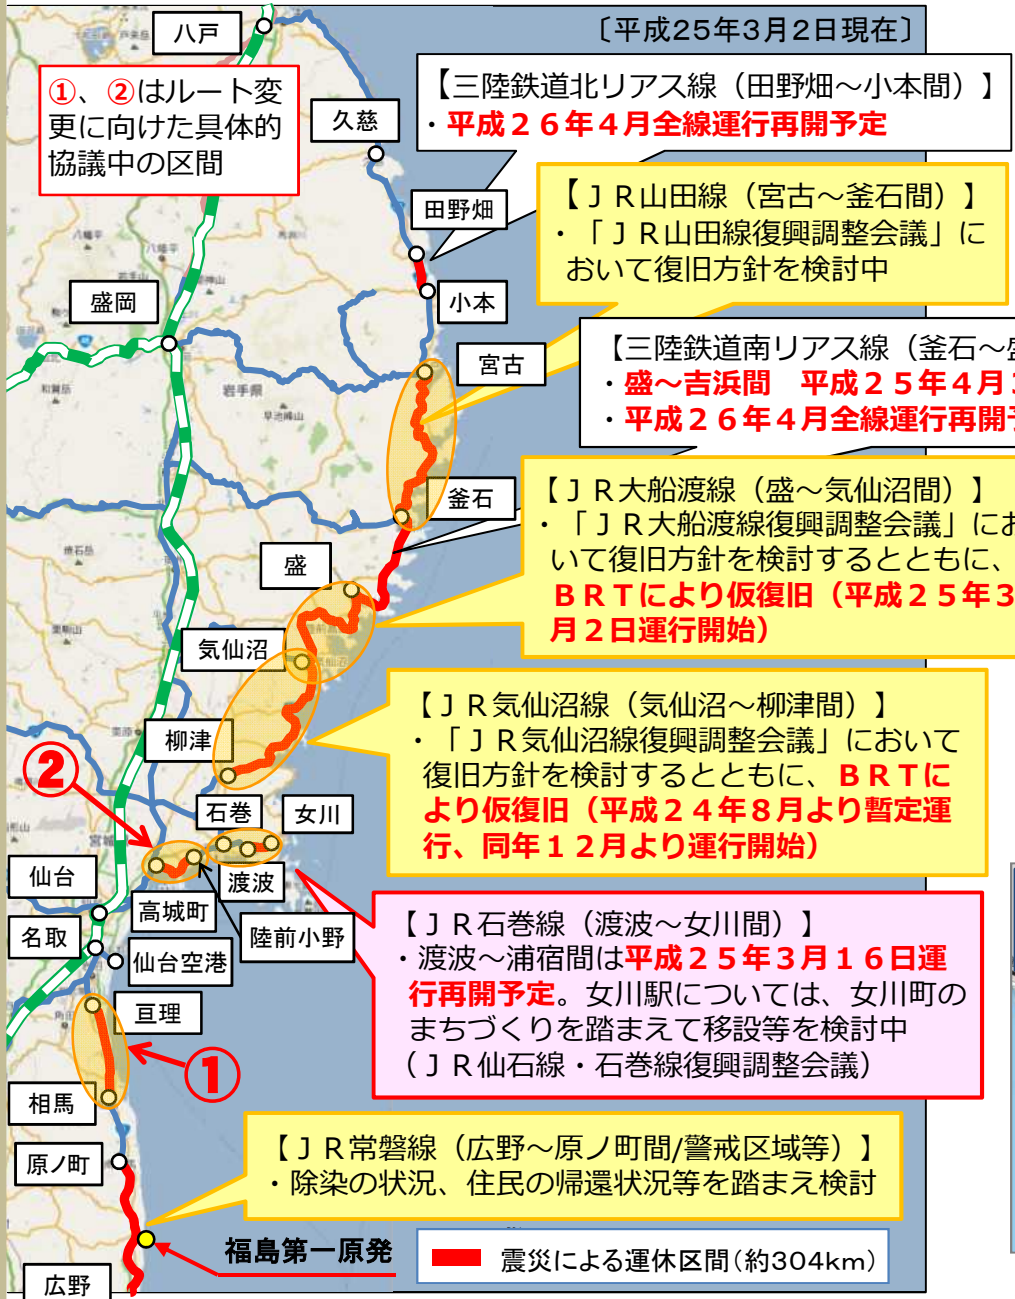 〔平成25年3月2日現在〕
八戸
①、②はルート変
更に向けた具体的
協議中の区間
久慈
【三陸鉄道北リアス線（田野畑～小本間）】
・平成２６年４月全線運行再開予定
田野畑
【ＪＲ山田線（宮古～釜石間）】
・「ＪＲ山田線復興調整会議」に
おいて復旧方針を検討中
盛岡
小本
宮古
岩手県
早池峰山
和賀岳
八幡平
【三陸鉄道南リアス線（釜石～
・盛～吉浜間　平成２５年４月
・平成２６年４月全線運行再開
釜石
【ＪＲ大船渡線（盛～気仙沼間）】
・「ＪＲ大船渡線復興調整会議」にお
いて復旧方針を検討するとともに、
ＢＲＴにより仮復旧（平成２５年３
月２日運行開始）
盛
気仙沼
【ＪＲ気仙沼線（気仙沼～柳津間）】
・「ＪＲ気仙沼線復興調整会議」において
復旧方針を検討するとともに、ＢＲＴに
より仮復旧（平成２４年８月より暫定運
行、同年１２月より運行開始）
柳津
②
石巻
女川
渡波
仙台
高城町
陸前小野
名取
仙台空港
【ＪＲ石巻線（渡波～女川間）】
・渡波～浦宿間は平成２５年３月１６日運
行再開予定。女川駅については、女川町の
まちづくりを踏まえて移設等を検討中
（ＪＲ仙石線・石巻線復興調整会議）
亘理
①
相馬
原ノ町
【ＪＲ常磐線（広野～原ノ町間/警戒区域等）】
・除染の状況、住民の帰還状況等を踏まえ検討
福島第一原発
震災による運休区間（約304km）
広野